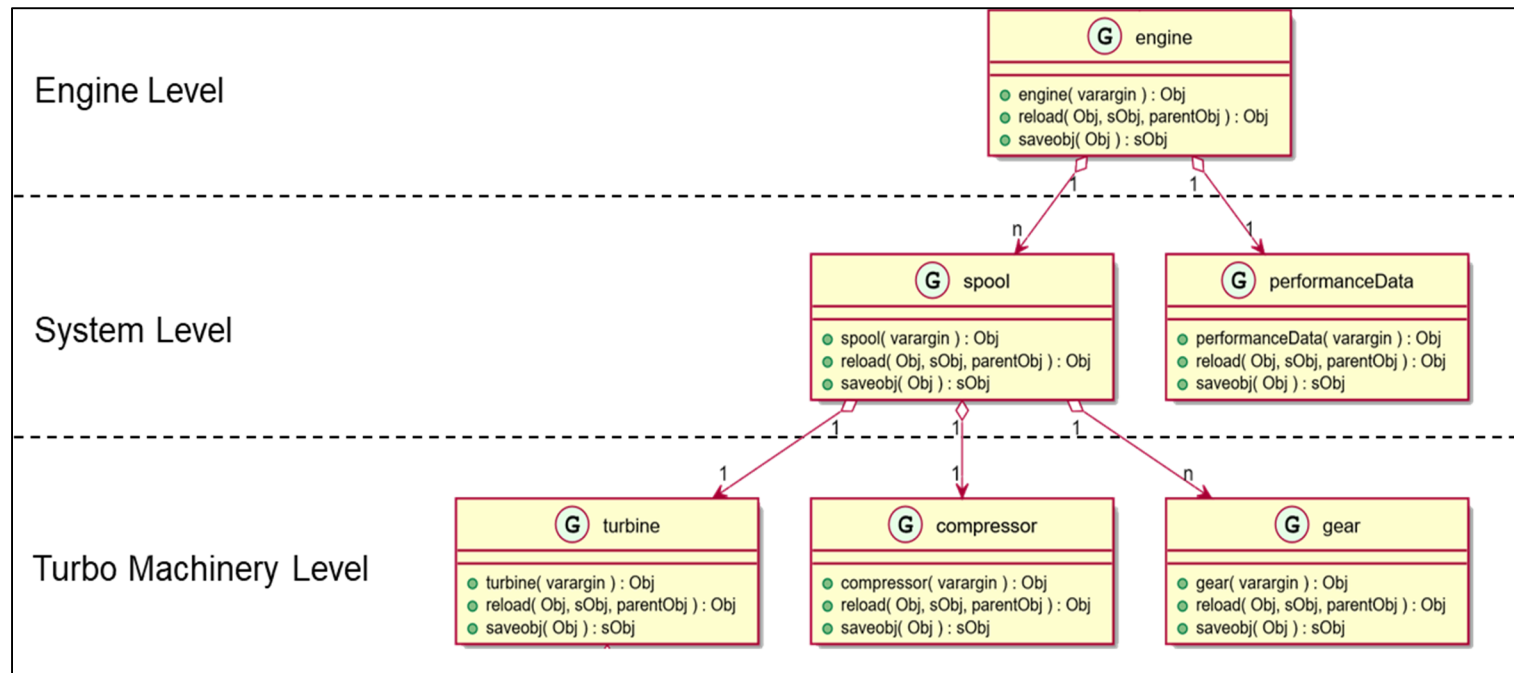 Engine Level
G engine
engine( varargin ) : Obj
reload( Obj, sObj, parentObj ) : Obj
saveobj( Obj ) : sObj
1
1
n
1
System Level
G spool
spool( varargin ) : Obj
reload( Obj, sObj, parentObj ) : Obj
saveobj( Obj ) : sObj
G performanceData
performanceData( varargin ) : Obj
reload( Obj, sObj, parentObj ) : Obj
saveobj( Obj ) : sObj
1
1
1
1
1
n
Turbo Machinery Level
G turbine
turbine( varargin ) : Obj
reload( Obj, sObj, parentObj ) : Obj
saveobj( Obj ) : sObj
G compressor
compressor( varargin ) : Obj
reload( Obj, sObj, parentObj ) : Obj
saveobj( Obj ) : sObj
G gear
gear( varargin ) : Obj
reload( Obj, sObj, parentObj ) : Obj
saveobj( Obj ) : sObj